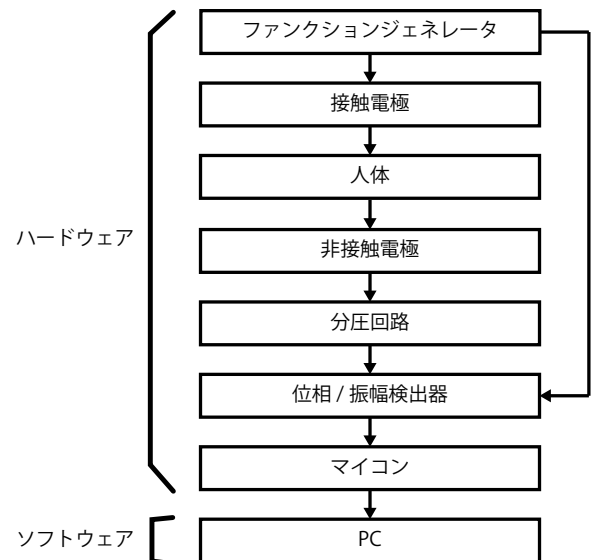 ファンクションジェネレータ
接触電極
人体
ハードウェア
非接触電極
分圧回路
位相 / 振幅検出器
マイコン
ソフトウェア
PC